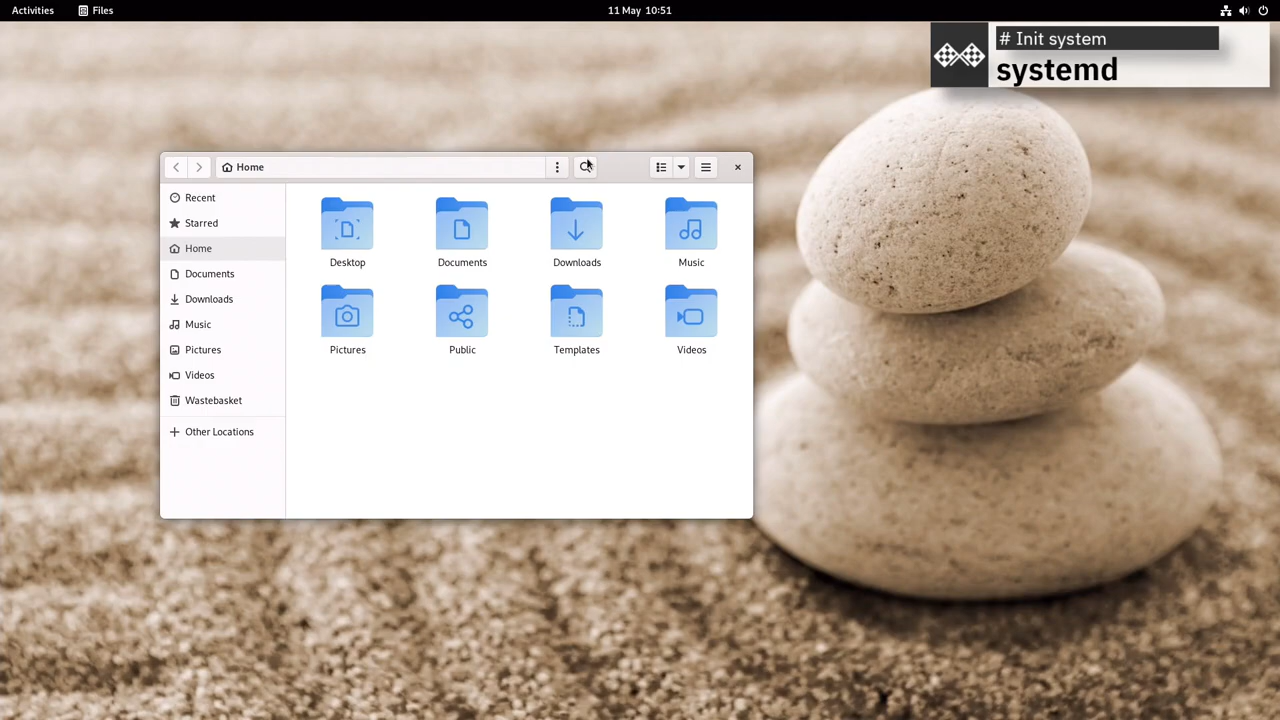 Activities
Files
11 May 10:51
# Init system
systemd
Home
Recent
Starred
Home
Documents
Downloads
Music
Pictures
Videos
Wastebasket
Other Locations
Desktop
Documents
Downloads
Music
Pictures
Public
Templates
Videos